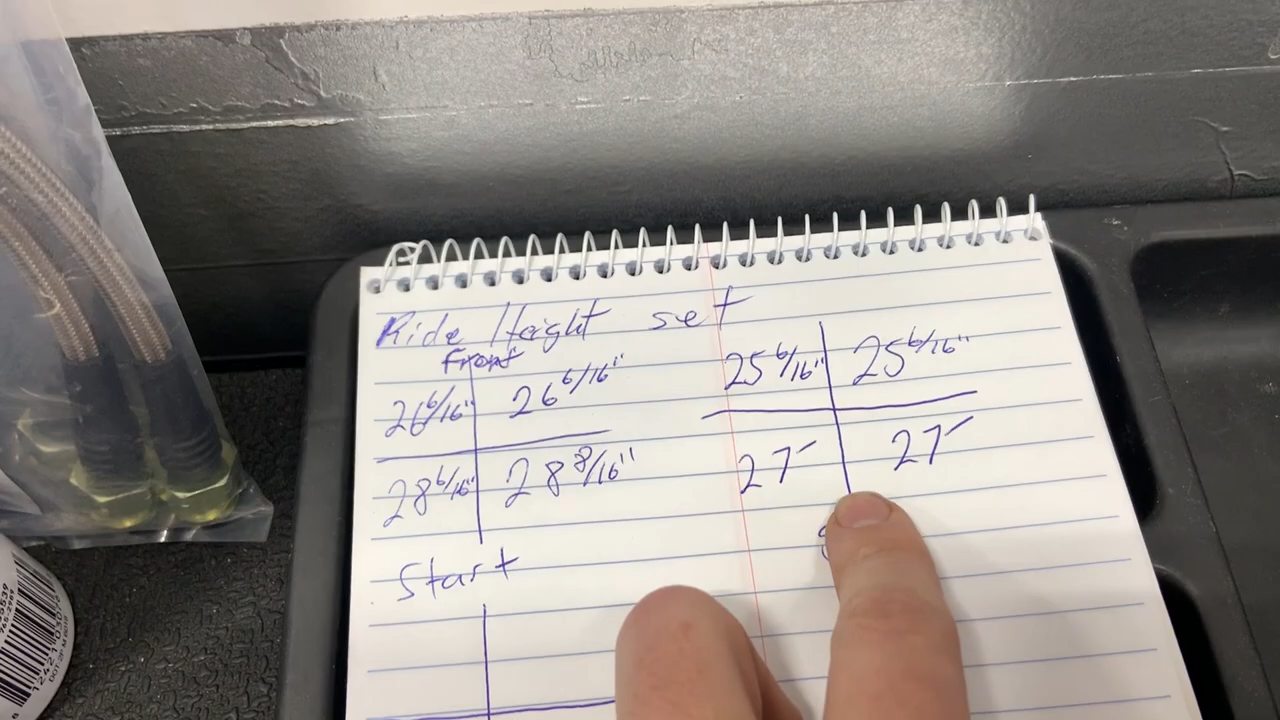 Ride Height set
Front
26 6/16" 26 6/16" 25 6/16" 25 6/16"
28 6/16" 28 8/16" 27" 27"
Start